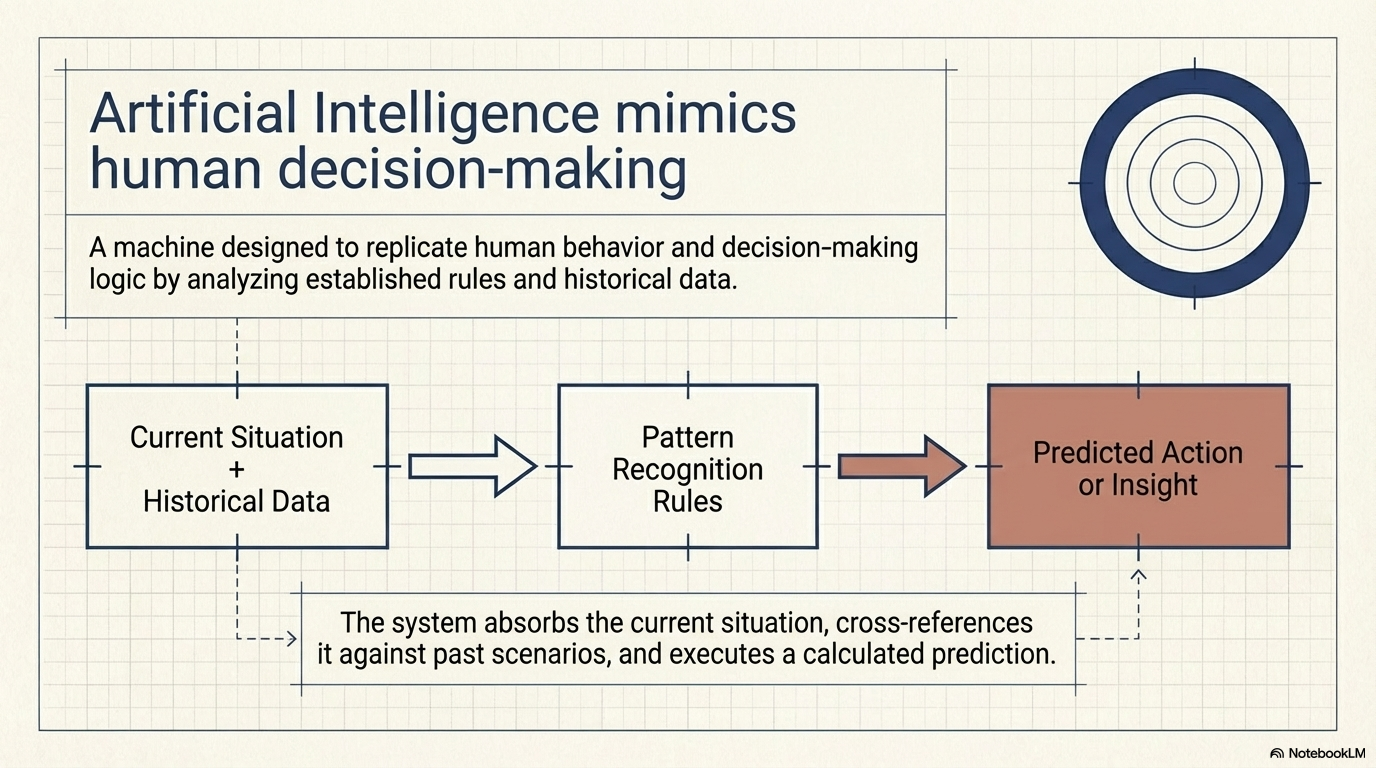 Artificial Intelligence mimics
human decision-making
A machine designed to replicate human behavior and decision-making
logic by analyzing established rules and historical data.
Current Situation
+
Historical Data
Pattern
Recognition
Rules
Predicted Action
or Insight
The system absorbs the current situation, cross-references
it against past scenarios, and executes a calculated prediction.
NotebookLM